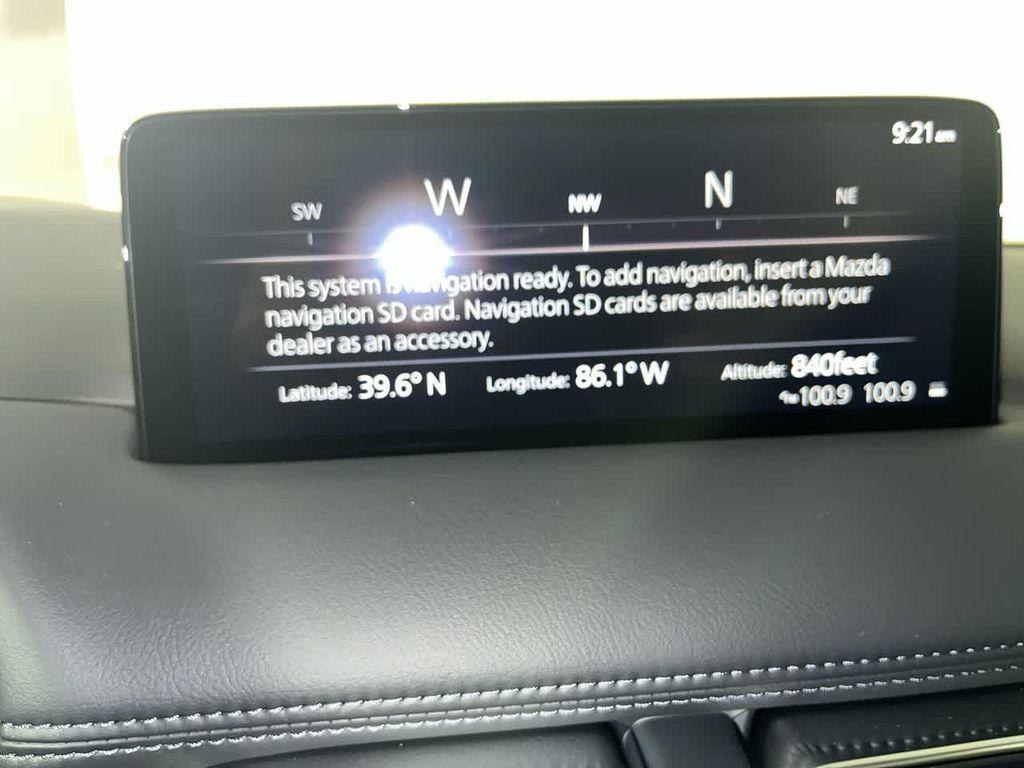 9:21 am
SW W NW N NE
This system is navigation ready. To add navigation, insert a Mazda
navigation SD card. Navigation SD cards are available from your
dealer as an accessory.
Latitude: 39.6° N Longitude: 86.1° W Altitude: 840feet
100.9 100.9